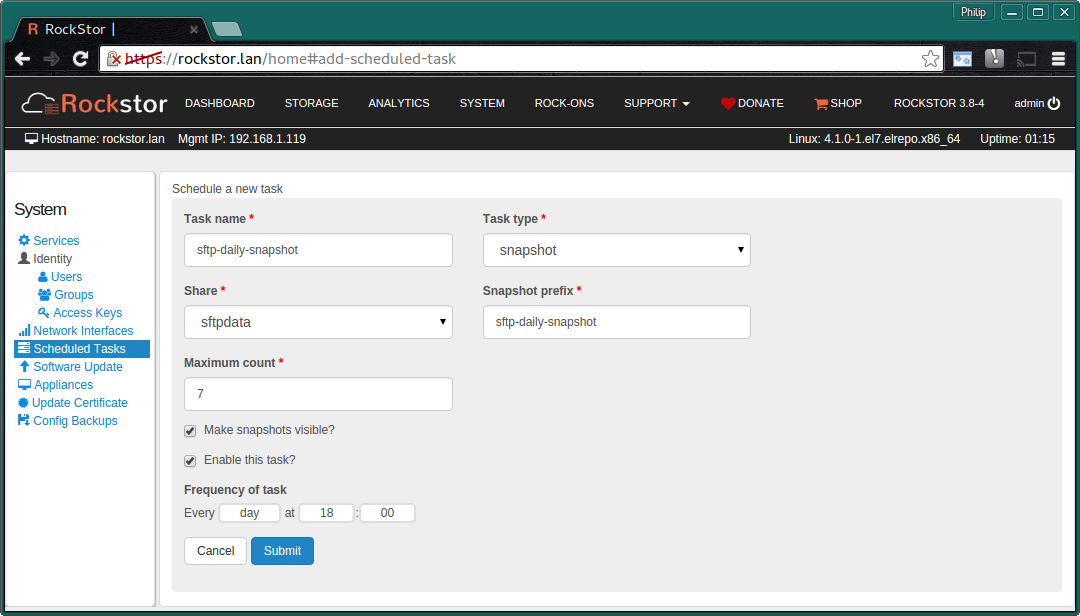 Philip
RockStor |
https://rockstor.lan/home#add-scheduled-task
Rockstor DASHBOARD STORAGE ANALYTICS SYSTEM ROCK-ONS SUPPORT DONATE SHOP ROCKSTOR 3.8-4 admin
Hostname: rockstor.lan Mgmt IP: 192.168.1.119 Linux: 4.1.0-1.el7.elrepo.x86_64 Uptime: 01:15
System
Services
Identity
Users
Groups
Access Keys
Network Interfaces
Scheduled Tasks
Software Update
Appliances
Update Certificate
Config Backups
Schedule a new task
Task name * Task type *
sftp-daily-snapshot snapshot
Share * Snapshot prefix *
sftpdata sftp-daily-snapshot
Maximum count *
7
Make snapshots visible?
Enable this task?
Frequency of task
Every day at 18 : 00
Cancel Submit